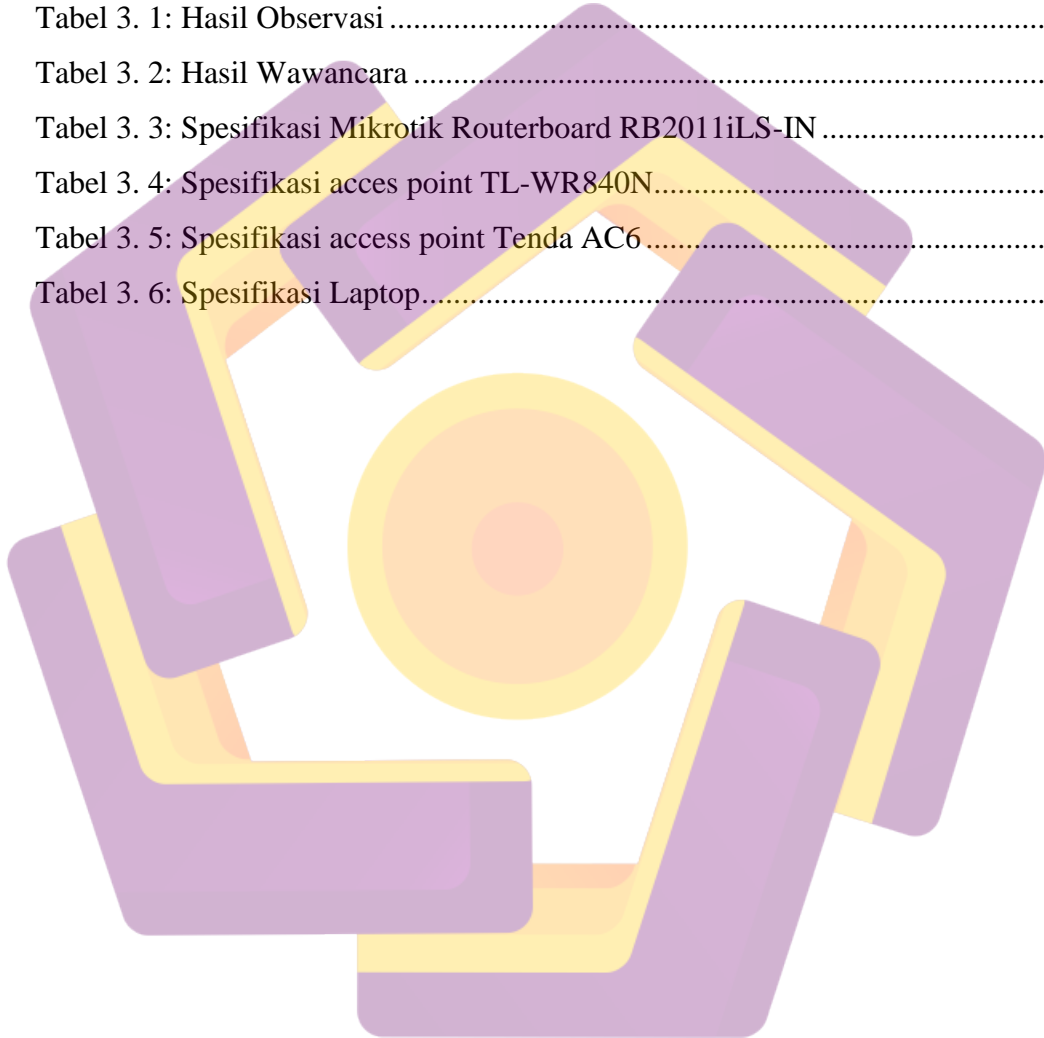 Tabel 3. 1: Hasil Observasi ................................................................................
Tabel 3. 2: Hasil Wawancara .............................................................................
Tabel 3. 3: Spesifikasi Mikrotik Routerboard RB2011iLS-IN ...........................
Tabel 3. 4: Spesifikasi acces point TL-WR840N................................................
Tabel 3. 5: Spesifikasi access point Tenda AC6 .................................................
Tabel 3. 6: Spesifikasi Laptop.............................................................................